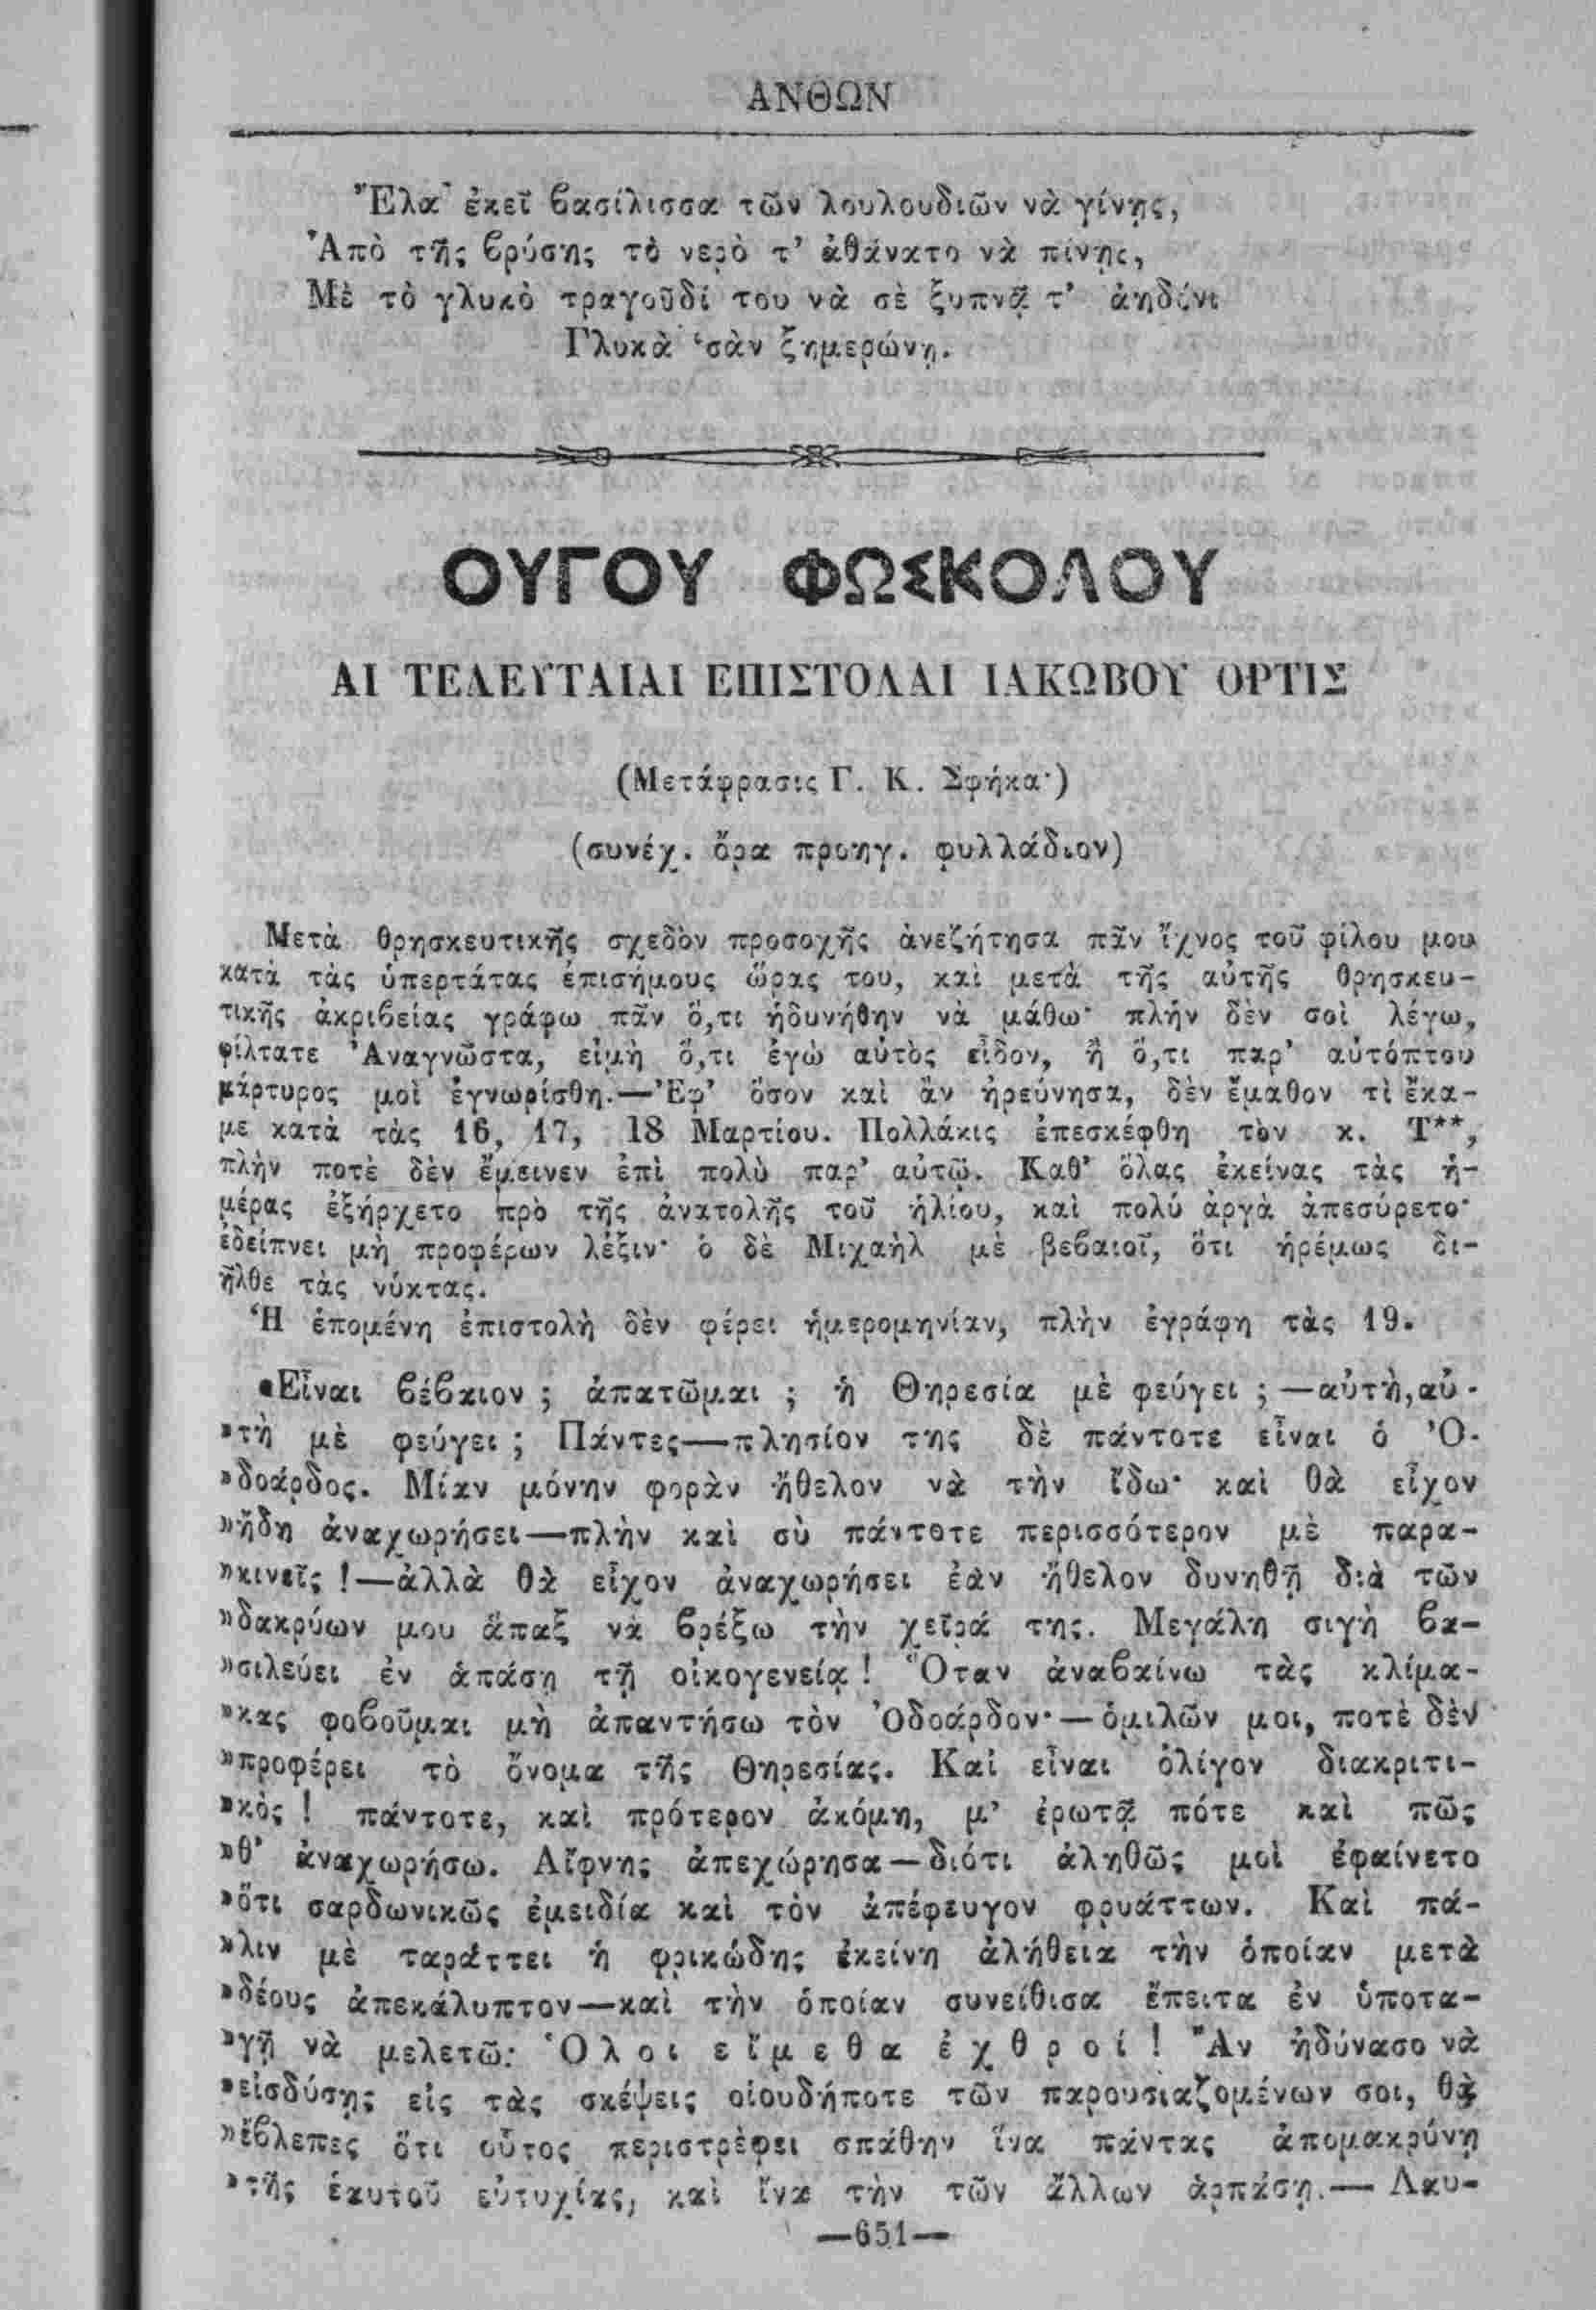 ΑΝΘΩΝ
Ἔλα ἐκεῖ βασίλισσα τῶν λουλουδιῶν νὰ γίνῃς,
Ἀπὸ τῆς βρύσης τὸ νερὸ τ' ἀθάνατο νὰ πίνῃς,
Μὲ τὸ γλυκὸ τραγοῦδί του νὰ σὲ ξυπνᾷ τ' ἀηδόνι
Γλυκὰ 'σὰν ξημερώνῃ.
ΟΥΓΟΥ ΦΩΣΚΟΛΟΥ
ΑΙ ΤΕΛΕΥΤΑΙΑΙ ΕΠΙΣΤΟΛΑΙ ΙΑΚΩΒΟΥ ΟΡΤΙΣ
(Μετάφρασις Γ. Κ. Σφήκα·)
(συνέχ. ὅρα προηγ. φυλλάδιον)
Μετὰ θρησκευτικῆς σχεδὸν προσοχῆς ἀνεζήτησα πᾶν ἴχνος τοῦ φίλου μου
κατὰ τὰς ὑπερτάτας ἐπισήμους ὥρας του, καὶ μετὰ τῆς αὐτῆς θρησκευ-
τικῆς ἀκριβείας γράφω πᾶν ὅ,τι ἠδυνήθην νὰ μάθω· πλήν δὲν σοὶ λέγω,
φίλτατε Ἀναγνῶστα, εἰμὴ ὅ,τι ἐγὼ αὐτὸς εἶδον, ἢ ὅ,τι παρ' αὐτόπτου
μάρτυρος μοὶ ἐγνωρίσθη.—Ἐφ' ὅσον καὶ ἂν ἠρεύνησα, δὲν ἔμαθον τὶ ἔκα-
με κατὰ τὰς 16, 17, 18 Μαρτίου. Πολλάκις ἐπεσκέφθη τὸν κ. Τ**,
πλὴν ποτὲ δὲν ἔμεινεν ἐπὶ πολὺ παρ' αὐτῷ. Καθ' ὅλας ἐκείνας τὰς ἡ-
μέρας ἐξήρχετο πρὸ τῆς ἀνατολῆς τοῦ ἡλίου, καὶ πολύ ἀργὰ ἀπεσύρετο·
ἐδείπνει μὴ προφέρων λέξιν· ὁ δὲ Μιχαὴλ μὲ βεβαιοῖ, ὅτι ἠρέμως δι-
ῆλθε τὰς νύκτας.
Ἡ ἑπομένη ἐπιστολὴ δὲν φέρει ἡμερομηνίαν, πλὴν ἐγράφη τὰς 19.
«Εἶναι βέβαιον ; ἀπατῶμαι ; ἡ Θηρεσία μὲ φεύγει ; —αὐτὴ, αὐ-
»τὴ μὲ φεύγει ; Πάντες—πλησίον της δὲ πάντοτε εἶναι ὁ Ὀ-
»δοάρδος. Μίαν μόνην φορὰν ἤθελον νὰ τὴν ἴδω· καὶ θὰ εἶχον
»ἤδη ἀναχωρήσει—πλὴν καὶ σὺ πάντοτε περισσότερον μὲ παρα-
»κινεῖς !—ἀλλὰ θὰ εἶχον ἀναχωρήσει ἐὰν ἤθελον δυνηθῇ διὰ τῶν
»δακρύων μου ἅπαξ νὰ βρέξω τὴν χεῖρά της. Μεγάλη σιγὴ βα-
»σιλεύει ἐν ἁπάσῃ τῇ οἰκογενείᾳ! Ὅταν ἀναβαίνω τὰς κλίμα-
»κας φοβοῦμαι μὴ ἀπαντήσω τὸν Ὀδοάρδον·—ὁμιλῶν μοι, ποτὲ δὲν
»προφέρει τὸ ὄνομα τῆς Θηρεσίας. Καὶ εἶναι ὀλίγον διακριτι-
»κὸς ! πάντοτε, καὶ πρότερον ἀκόμη, μ' ἐρωτᾷ πότε καὶ πῶς
»θ' ἀναχωρήσω. Αἴφνης ἀπεχώρησα—διότι ἀληθῶς μοὶ ἐφαίνετο
»ὅτι σαρδωνικῶς ἐμειδία καὶ τὸν ἀπέφευγον φρυάττων. Καὶ πά-
»λιν μὲ ταράττει ἡ φρικώδης ἐκείνη ἀλήθεια τὴν ὁποίαν μετὰ
»δέους ἀπεκάλυπτον—καὶ τὴν ὁποίαν συνείθισα ἔπειτα ἐν ὑποτα-
»γῇ νὰ μελετῶ: Ὅλοι εἴμεθα ἐχθροί! Ἂν ἠδύνασο νὰ
»εἰσδύσῃς εἰς τὰς σκέψεις οἱουδήποτε τῶν παρουσιαζομένων σοι, θὰ
»ἔβλεπες ὅτι οὗτος περιστρέφει σπάθην ἵνα πάντας ἀπομακρύνῃ
»τῆς ἑαυτοῦ εὐτυχίας, καὶ ἵνα τὴν τῶν ἄλλων ἁρπάσῃ.— Λαυ-
—651—